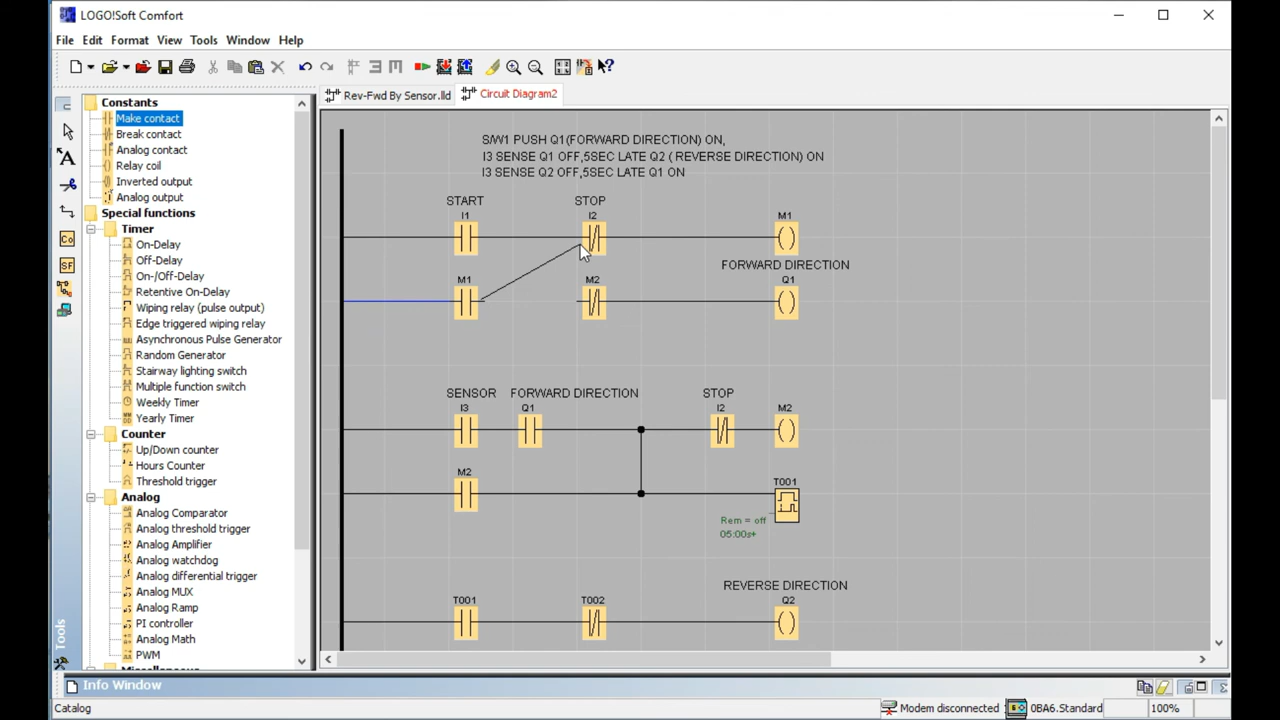 LOGO!Soft Comfort
File Edit Format View Tools Window Help
Rev-Fwd By Sensor.lld
Circuit Diagram2
Constants
Make contact
Break contact
Analog contact
Relay coil
Inverted output
Analog output
Special functions
Timer
On-Delay
Off-Delay
On-/Off-Delay
Retentive On-Delay
Wiping relay (pulse output)
Edge triggered wiping relay
Asynchronous Pulse Generator
Random Generator
Stairway lighting switch
Multiple function switch
Weekly Timer
Yearly Timer
Counter
Up/Down counter
Hours Counter
Threshold trigger
Analog
Analog Comparator
Analog threshold trigger
Analog Amplifier
Analog watchdog
Analog differential trigger
Analog MUX
Analog Ramp
PI controller
Analog Math
PWM
Miscellaneous
A
Co
SF
Tools
S/W1 PUSH Q1(FORWARD DIRECTION) ON,
I3 SENSE Q1 OFF,5SEC LATE Q2 ( REVERSE DIRECTION) ON
I3 SENSE Q2 OFF,5SEC LATE Q1 ON
START STOP
I1 I2 M1
FORWARD DIRECTION
M1 M2 Q1
SENSOR FORWARD DIRECTION STOP
I3 Q1 I2 M2
M2 T001
Rem = off
05:00s+
REVERSE DIRECTION
T001 T002 Q2
Info Window
Catalog
Modem disconnected
0BA6.Standard
100%